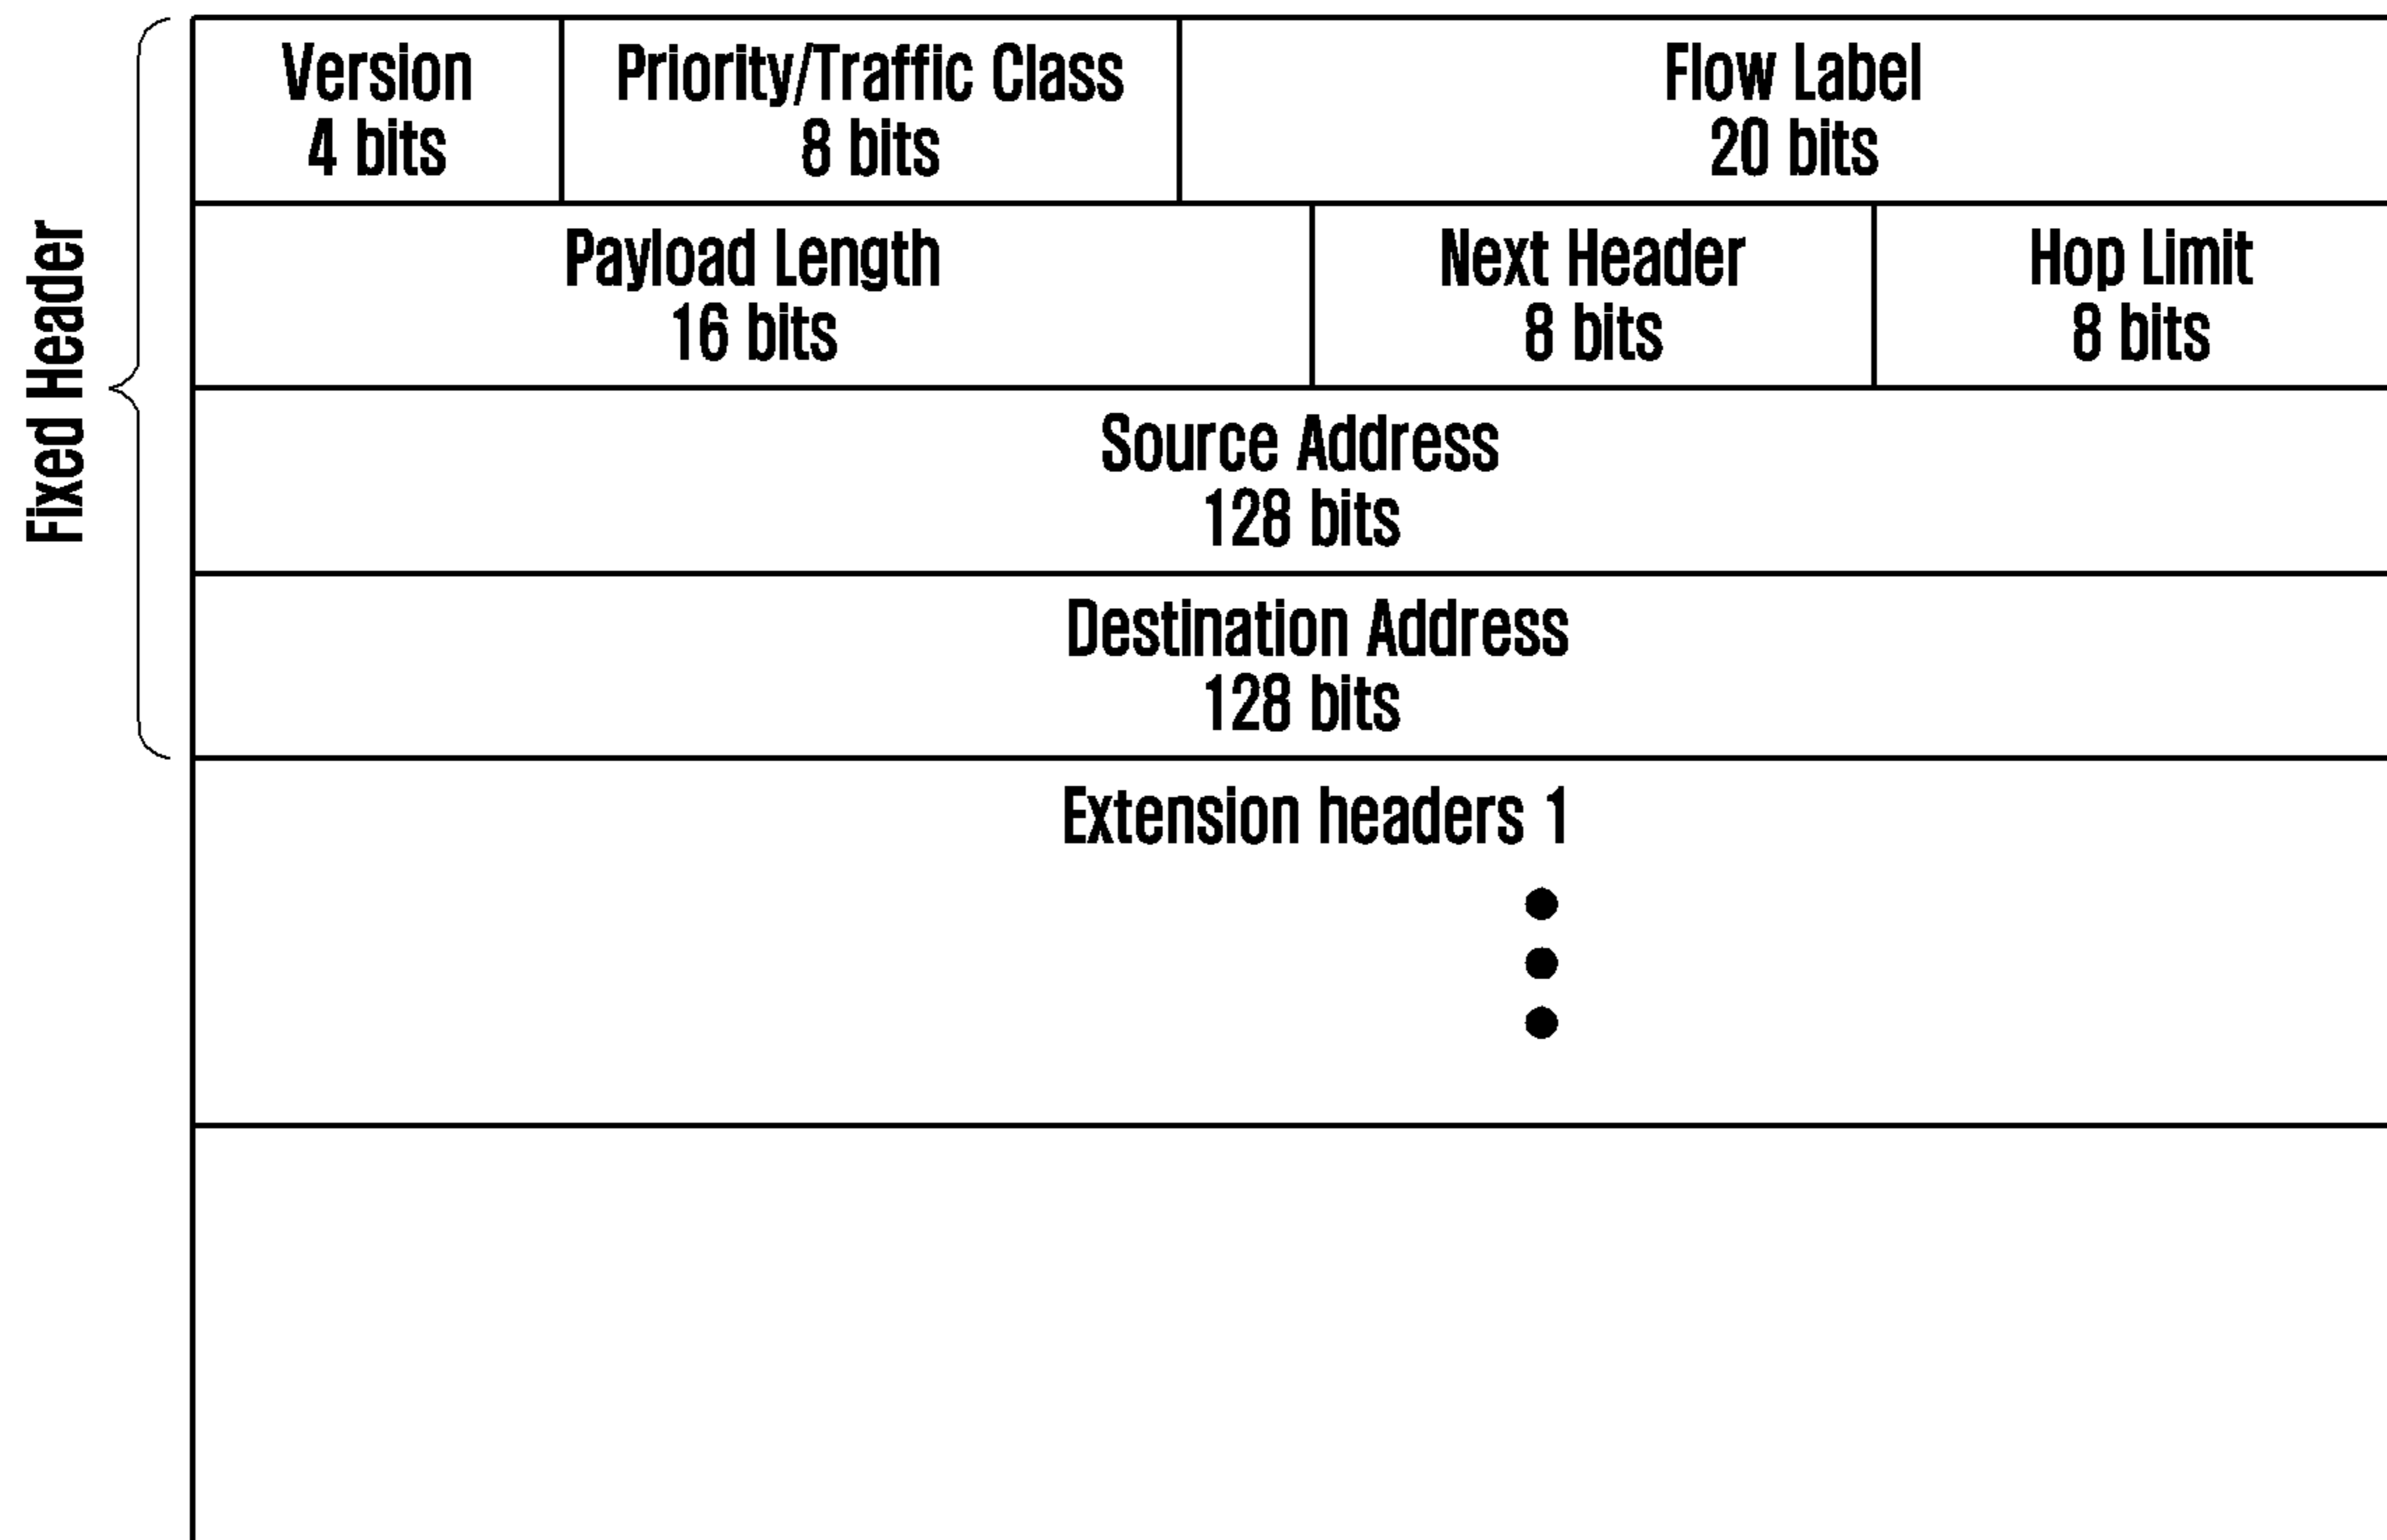 Fixed Header
Version
4 bits
Priority/Traffic Class
8 bits
Flow Label
20 bits
Payload Length
16 bits
Next Header
8 bits
Hop Limit
8 bits
Source Address
128 bits
Destination Address
128 bits
Extension headers 1